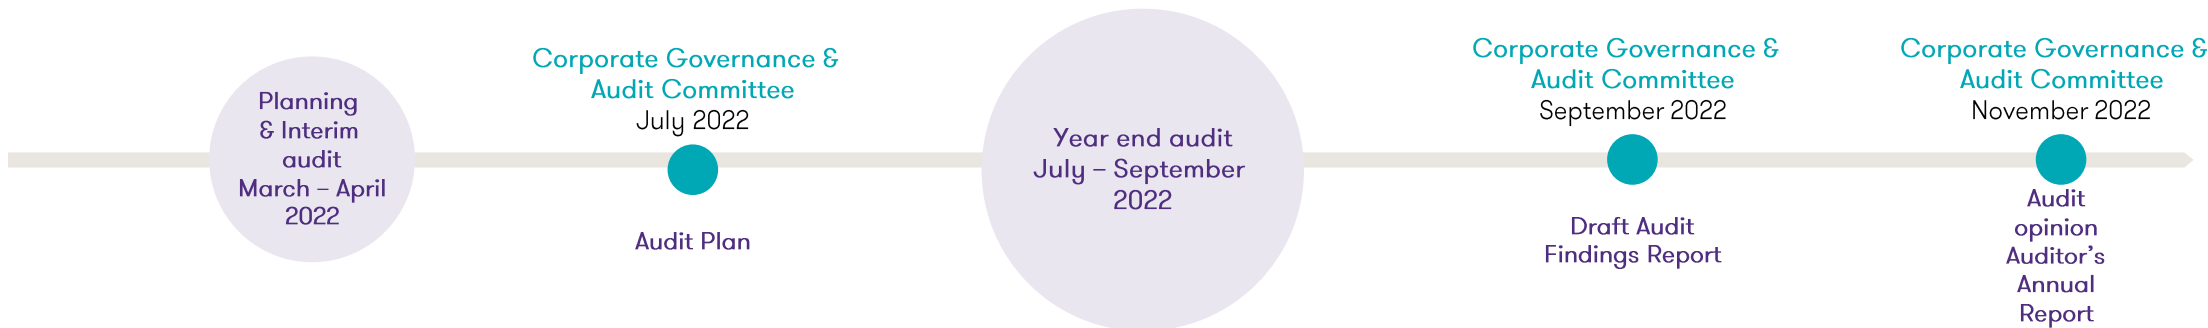 Planning
& Interim
audit
March – April
2022
Corporate Governance &
Audit Committee
July 2022
Audit Plan
Year end audit
July – September
2022
Corporate Governance &
Audit Committee
September 2022
Draft Audit
Findings Report
Corporate Governance &
Audit Committee
November 2022
Audit
opinion
Auditor’s
Annual
Report